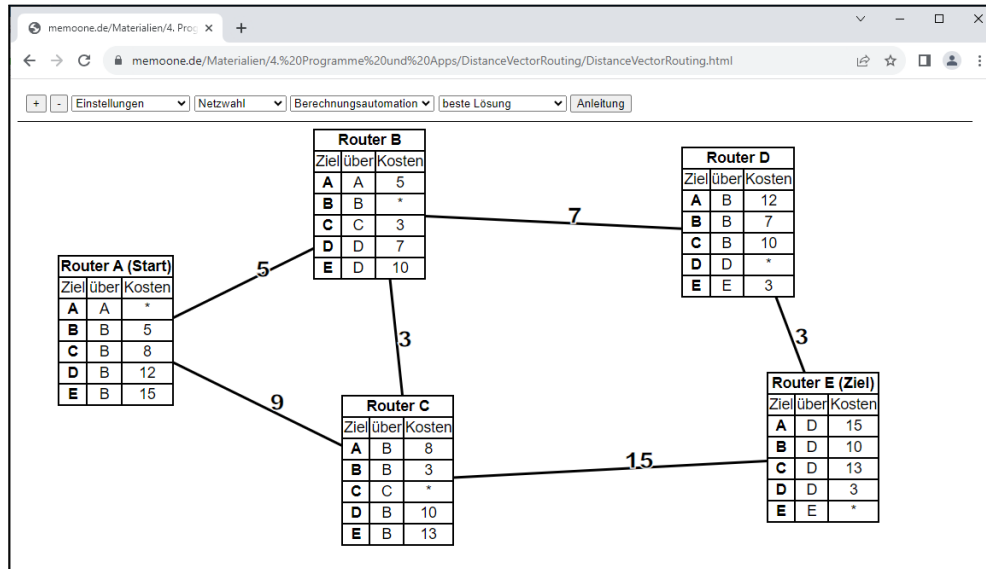 memoone.de/Materialien/4. Prog
memoone.de/Materialien/4.%20Programme%20und%20Apps/DistanceVectorRouting/DistanceVectorRouting.html
+ - Einstellungen Netzwahl Berechnungsautomation beste Lösung Anleitung
Router B
Ziel über Kosten
A A 5
B B *
C C 3
D D 7
E D 10
Router D
Ziel über Kosten
A B 12
B B 7
C B 10
D D *
E E 3
7
5
Router A (Start)
Ziel über Kosten
A A *
B B 5
C B 8
D B 12
E B 15
3
3
9
Router C
Ziel über Kosten
A B 8
B B 3
C C *
D B 10
E B 13
Router E (Ziel)
Ziel über Kosten
A D 15
B D 10
C D 13
D D 3
E E *
15